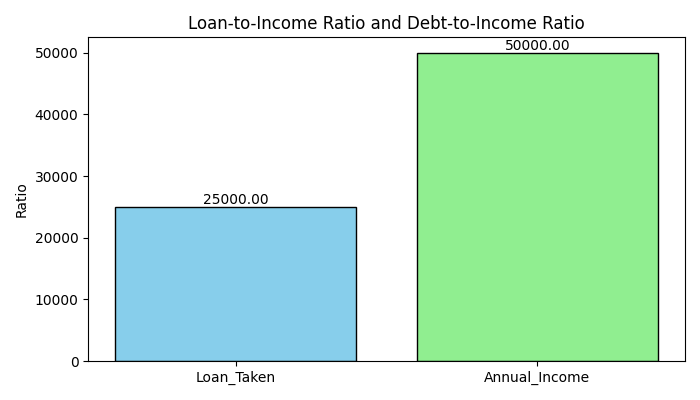 Loan-to-Income Ratio and Debt-to-Income Ratio
50000.00
50000
40000
30000
25000.00
20000
10000
0
Ratio
Loan_Taken
Annual_Income